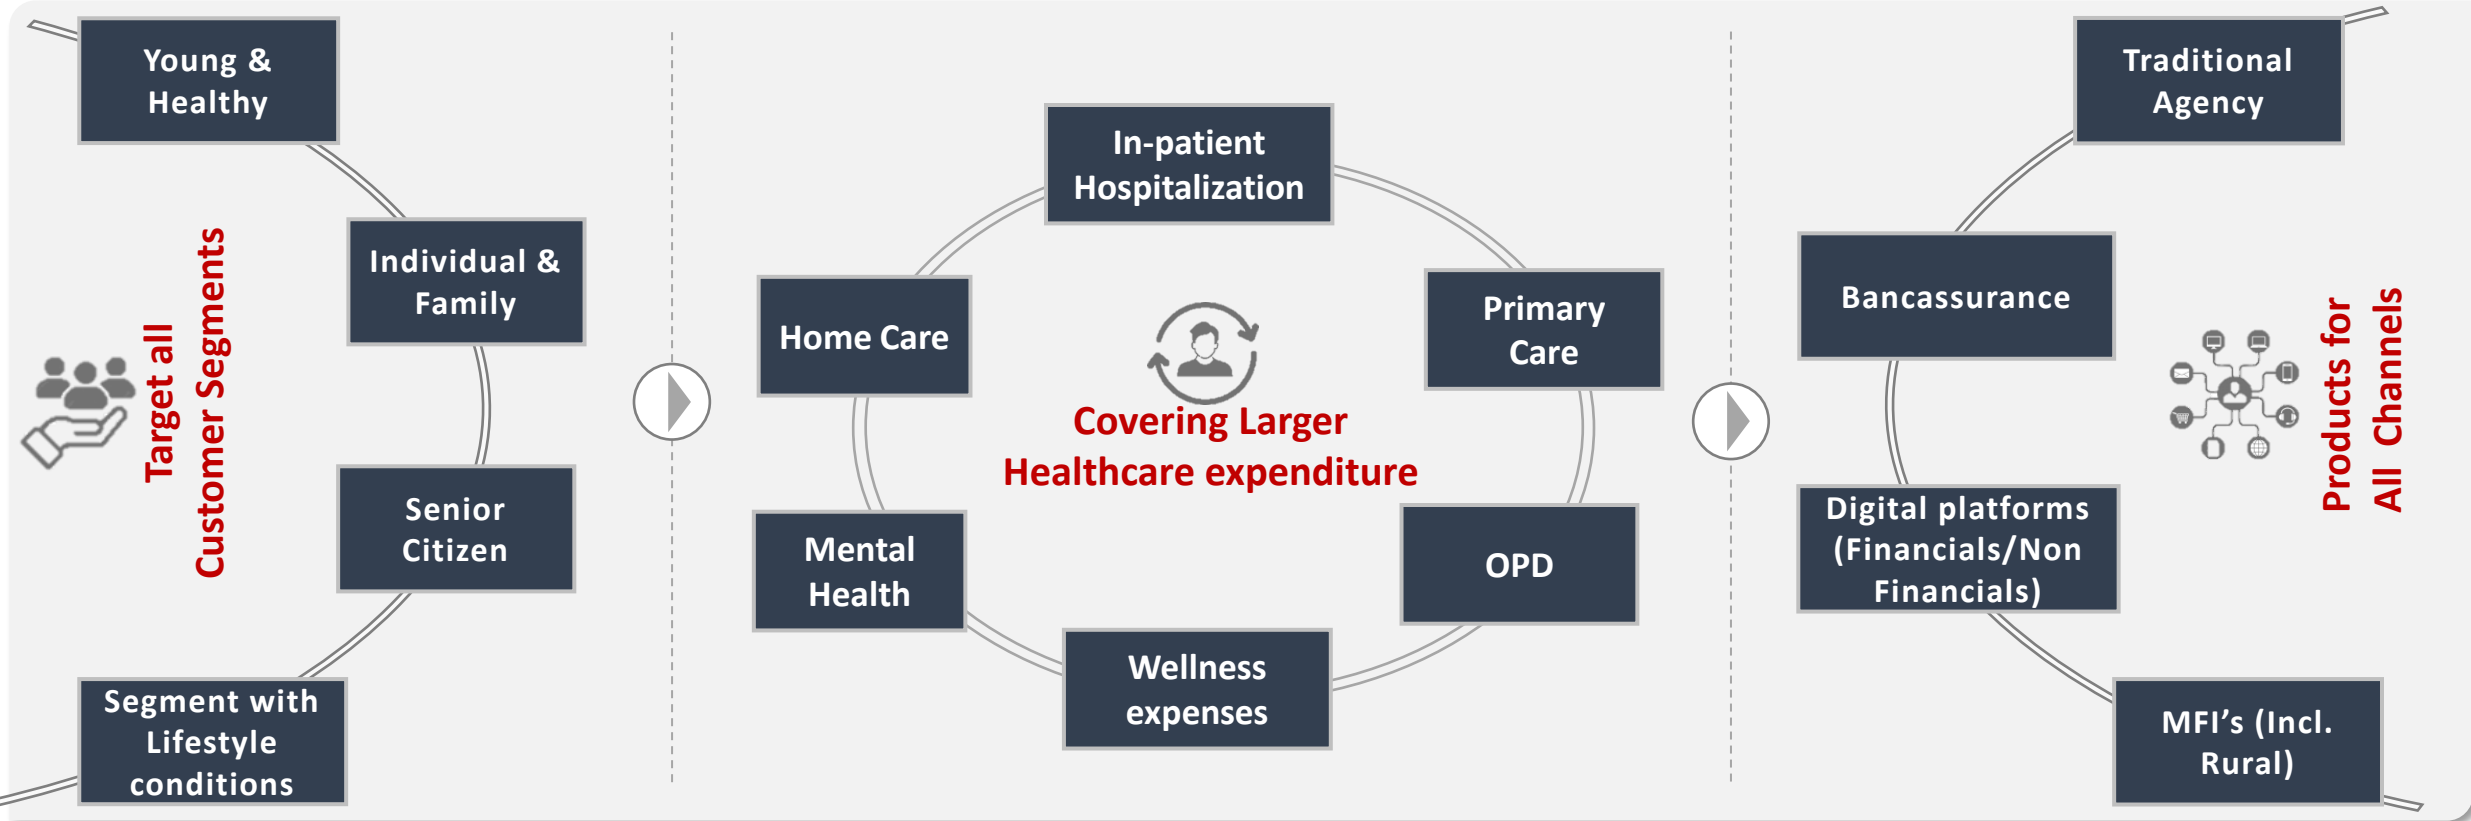 Young &
Healthy
Individual &
Family
Senior
Citizen
Segment with
Lifestyle
conditions
Target all
Customer Segments
In-patient
Hospitalization
Primary
Care
OPD
Wellness
expenses
Mental
Health
Home Care
Covering Larger
Healthcare expenditure
Traditional
Agency
Bancassurance
Digital platforms
(Financials/Non
Financials)
MFI’s (Incl.
Rural)
Products for
All Channels